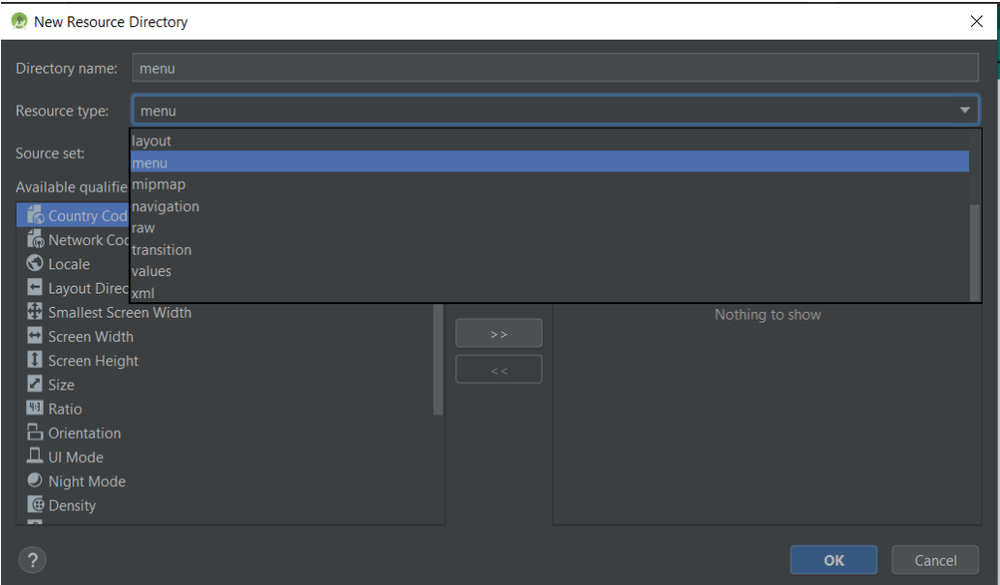 New Resource Directory
Directory name: menu
Resource type: menu
Source set:
layout
menu
mipmap
navigation
raw
transition
values
xml
Available qualifie
Country Cod
Network Coc
Locale
Layout Direc
Smallest Screen Width
Screen Width
Screen Height
Size
Ratio
Orientation
UI Mode
Night Mode
Density
>>
<<
Nothing to show
?
OK
Cancel